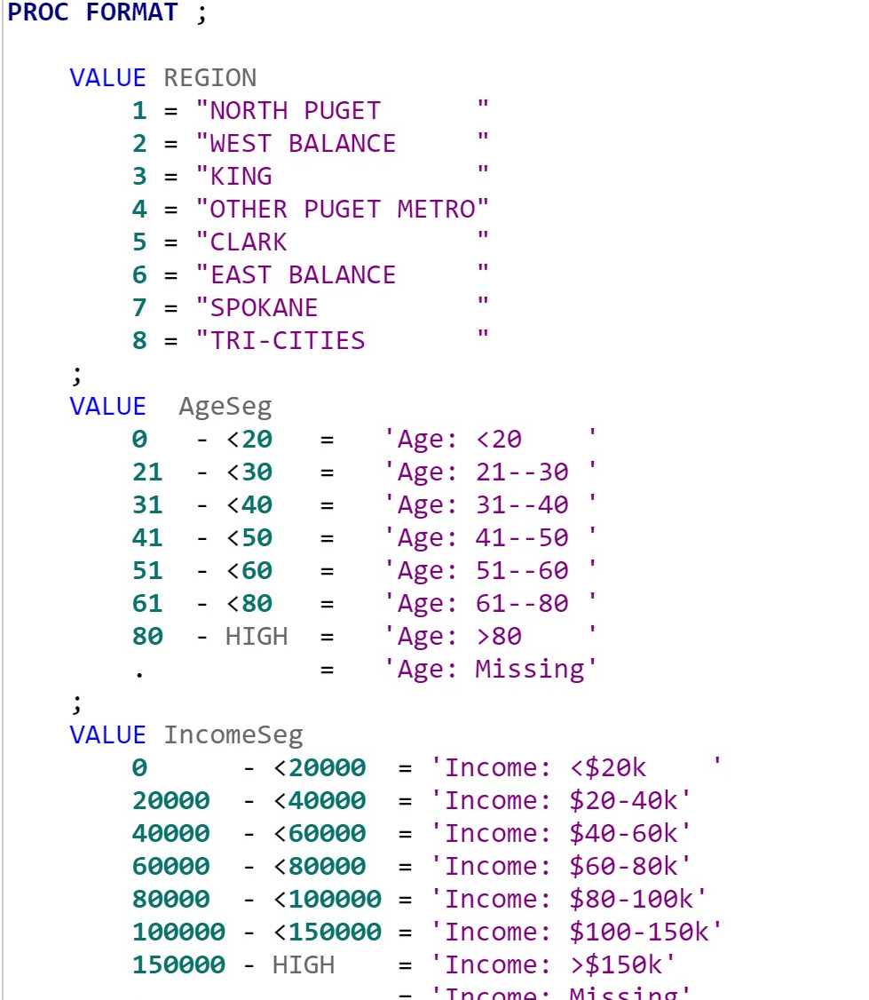 PROC FORMAT ;
VALUE REGION
1 = "NORTH PUGET      "
2 = "WEST BALANCE     "
3 = "KING             "
4 = "OTHER PUGET METRO"
5 = "CLARK            "
6 = "EAST BALANCE     "
7 = "SPOKANE          "
8 = "TRI-CITIES       "
;
VALUE  AgeSeg
0   - <20   =   'Age: <20    '
21  - <30   =   'Age: 21--30 '
31  - <40   =   'Age: 31--40 '
41  - <50   =   'Age: 41--50 '
51  - <60   =   'Age: 51--60 '
61  - <80   =   'Age: 61--80 '
80  - HIGH  =   'Age: >80    '
.           =   'Age: Missing'
;
VALUE IncomeSeg
0      - <20000  = 'Income: <$20k    '
20000  - <40000  = 'Income: $20-40k'
40000  - <60000  = 'Income: $40-60k'
60000  - <80000  = 'Income: $60-80k'
80000  - <100000 = 'Income: $80-100k'
100000 - <150000 = 'Income: $100-150k'
150000 - HIGH    = 'Income: >$150k'
= 'Income: Missing'